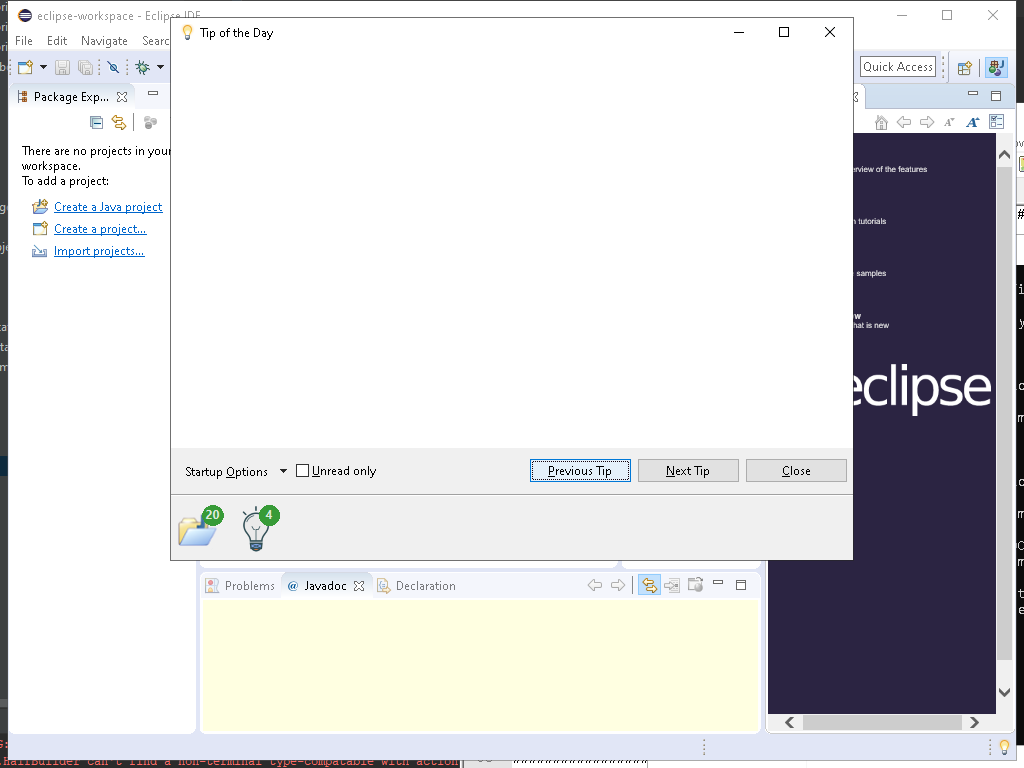 eclipse-workspace - Eclipse IDE
Tip of the Day
File Edit Navigate Searc
Quick Access
Package Exp...
There are no projects in your
workspace.
To add a project:
Create a Java project
Create a project...
Import projects...
rview of the features
tutorials
samples
w
hat is new
eclipse
Startup Options
Unread only
Previous Tip
Next Tip
Close
20
4
Problems
@ Javadoc
Declaration
HailBuilder can't find a non-terminal type-compatable with action